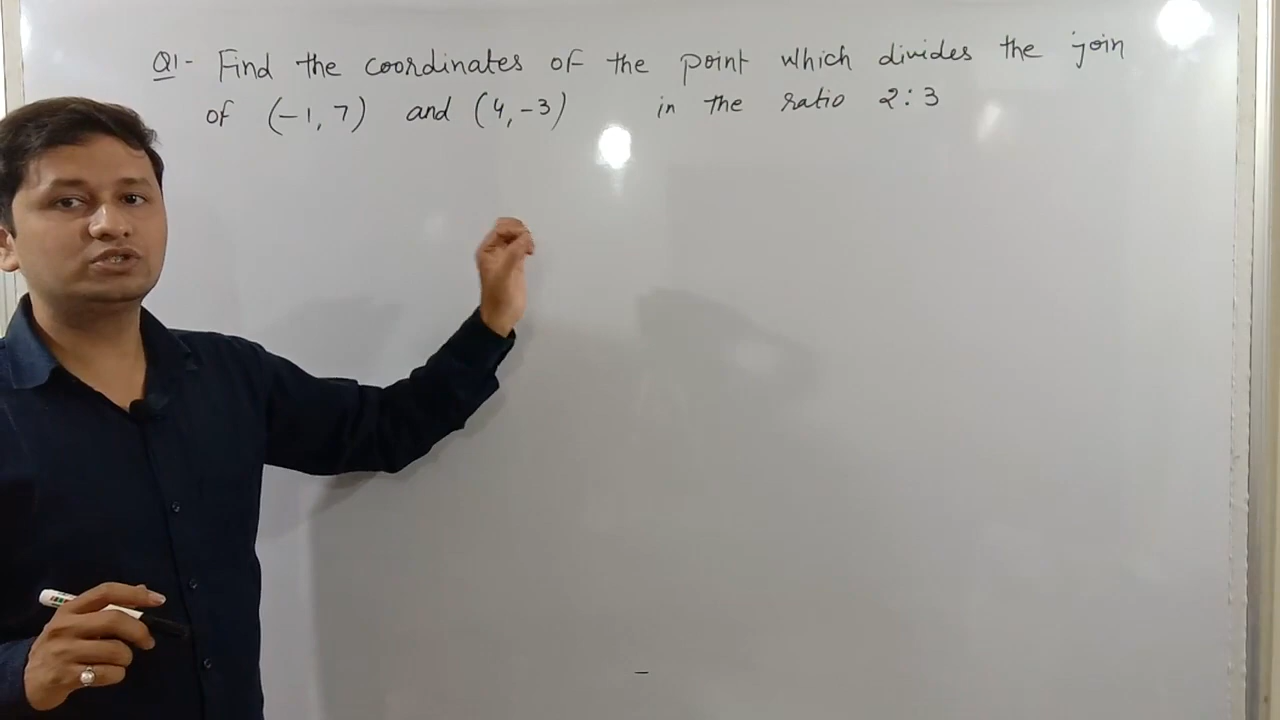 Q1- Find the coordinates of the point which divides the join
of (-1, 7) and (4, -3) in the ratio 2:3